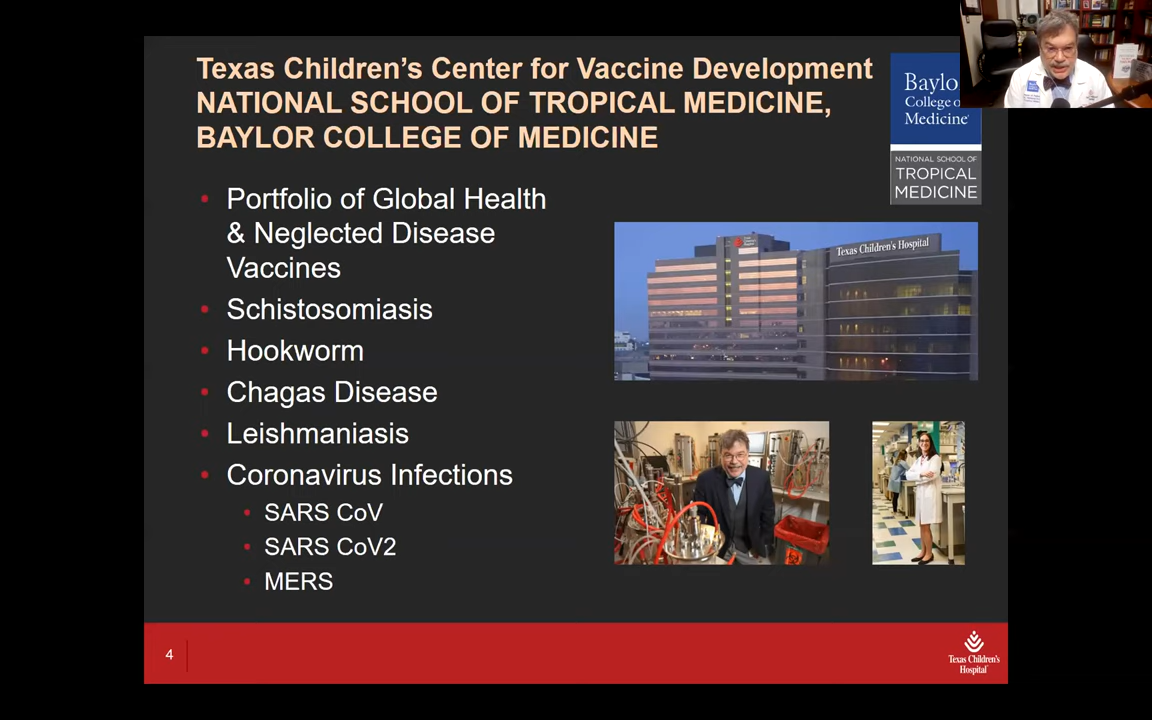 Texas Children's Center for Vaccine Development
NATIONAL SCHOOL OF TROPICAL MEDICINE,
BAYLOR COLLEGE OF MEDICINE
Baylo
College o
Medicine
NATIONAL SCHOOL OF
TROPICAL
MEDICINE
• Portfolio of Global Health
& Neglected Disease
Vaccines
• Schistosomiasis
• Hookworm
• Chagas Disease
• Leishmaniasis
• Coronavirus Infections
• SARS CoV
• SARS CoV2
• MERS
Texas Children's Hospital
4
Texas Children's
Hospital